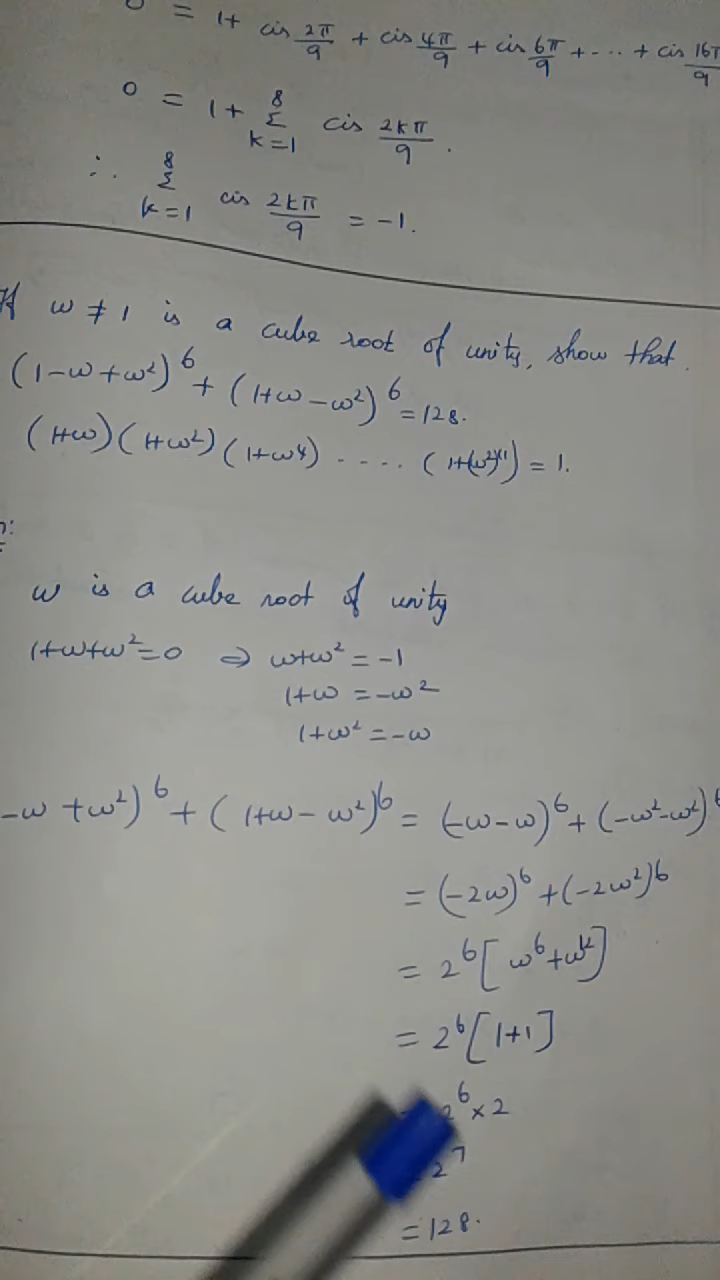 0 = 1+ cis 2π/9 + cis 4π/9 + cis 6π/9 + ... + cis 16π/9
0 = 1+ 8 Σ k=1 cis 2kπ/9 .
∴ 8 Σ k=1 cis 2kπ/9 = -1.
If ω ≠ 1 is a cube root of unity, show that.
(1-ω+ω²)⁶ + (1+ω-ω²)⁶ = 128.
(1+ω)(1+ω²)(1+ω⁴) ..... = 1.
ω is a cube root of unity
1+ω+ω²=0 ⇒ ω+ω² = -1
1+ω = -ω²
1+ω² = -ω
-ω +ω²)⁶ + (1+ω-ω²)⁶ = (-ω-ω)⁶ + (-ω²-ω²)⁶
= (-2ω)⁶ + (-2ω²)⁶
= 2⁶[ω⁶+ω¹²]
= 2⁶[1+1]
2⁶ × 2
2⁷
= 128.